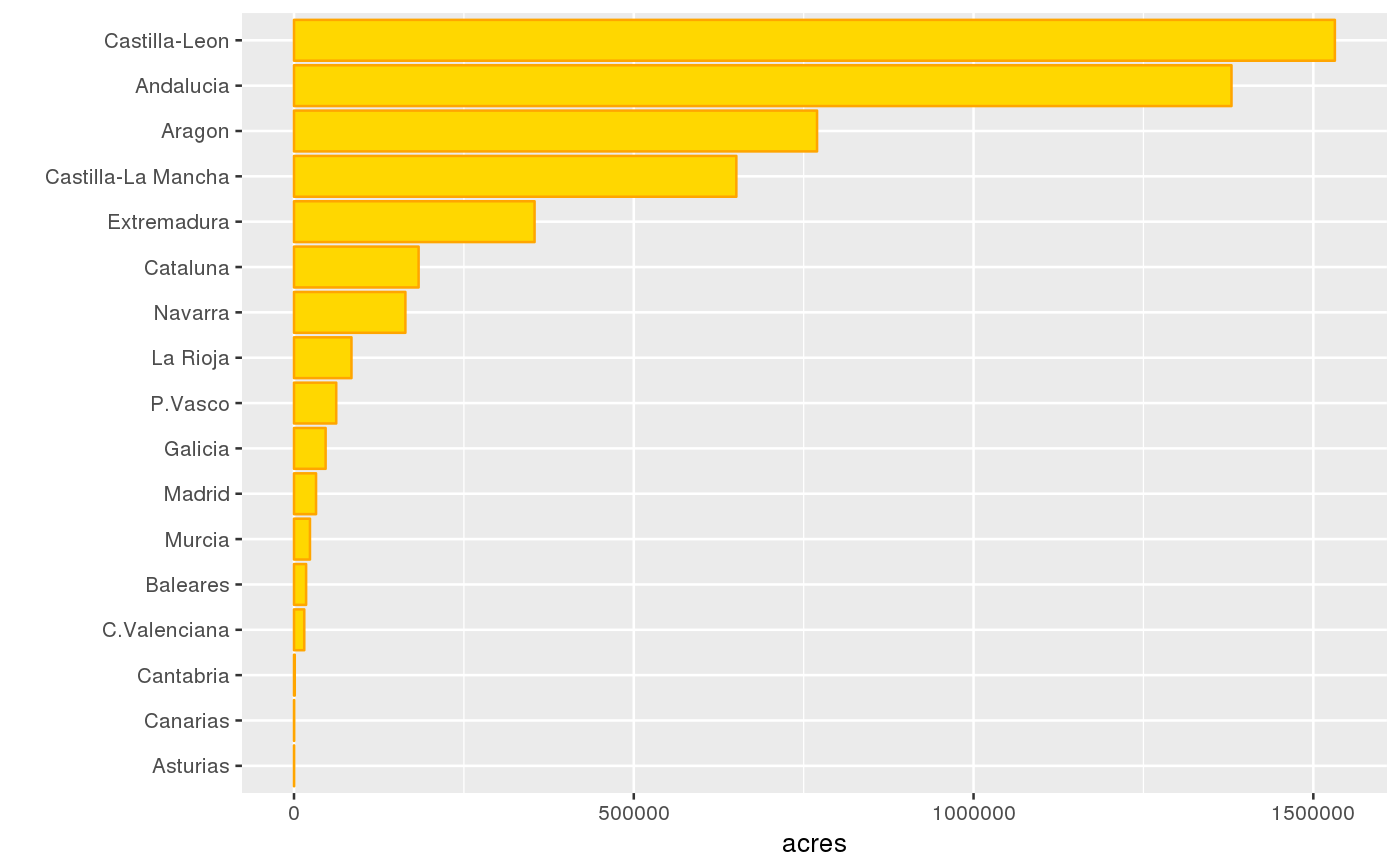 Castilla-Leon
Andalucia
Aragon
Castilla-La Mancha
Extremadura
Cataluna
Navarra
La Rioja
P.Vasco
Galicia
Madrid
Murcia
Baleares
C.Valenciana
Cantabria
Canarias
Asturias
0 500000 1000000 1500000
acres